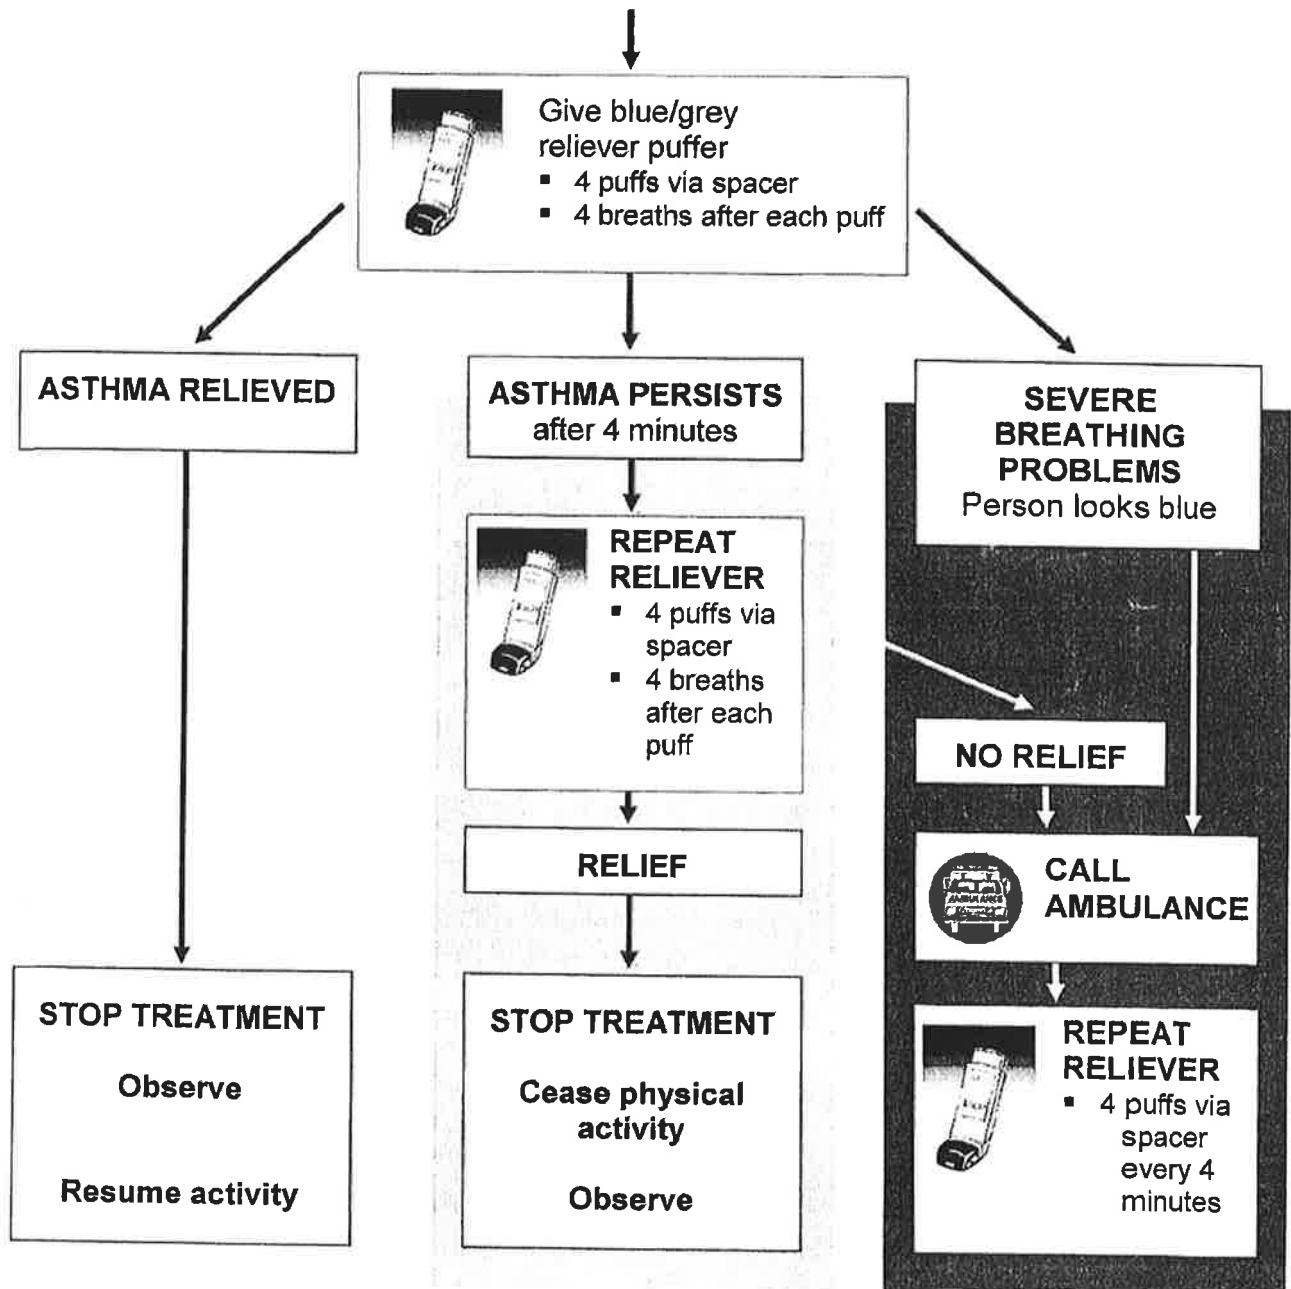 Give blue/grey
reliever puffer
▪ 4 puffs via spacer
▪ 4 breaths after each puff
ASTHMA RELIEVED
ASTHMA PERSISTS
after 4 minutes
SEVERE
BREATHING
PROBLEMS
Person looks blue
REPEAT
RELIEVER
▪ 4 puffs via
spacer
▪ 4 breaths
after each
puff
NO RELIEF
RELIEF
CALL
AMBULANCE
AMBULANCE
STOP TREATMENT
Observe
Resume activity
STOP TREATMENT
Cease physical
activity
Observe
REPEAT
RELIEVER
▪ 4 puffs via
spacer
every 4
minutes